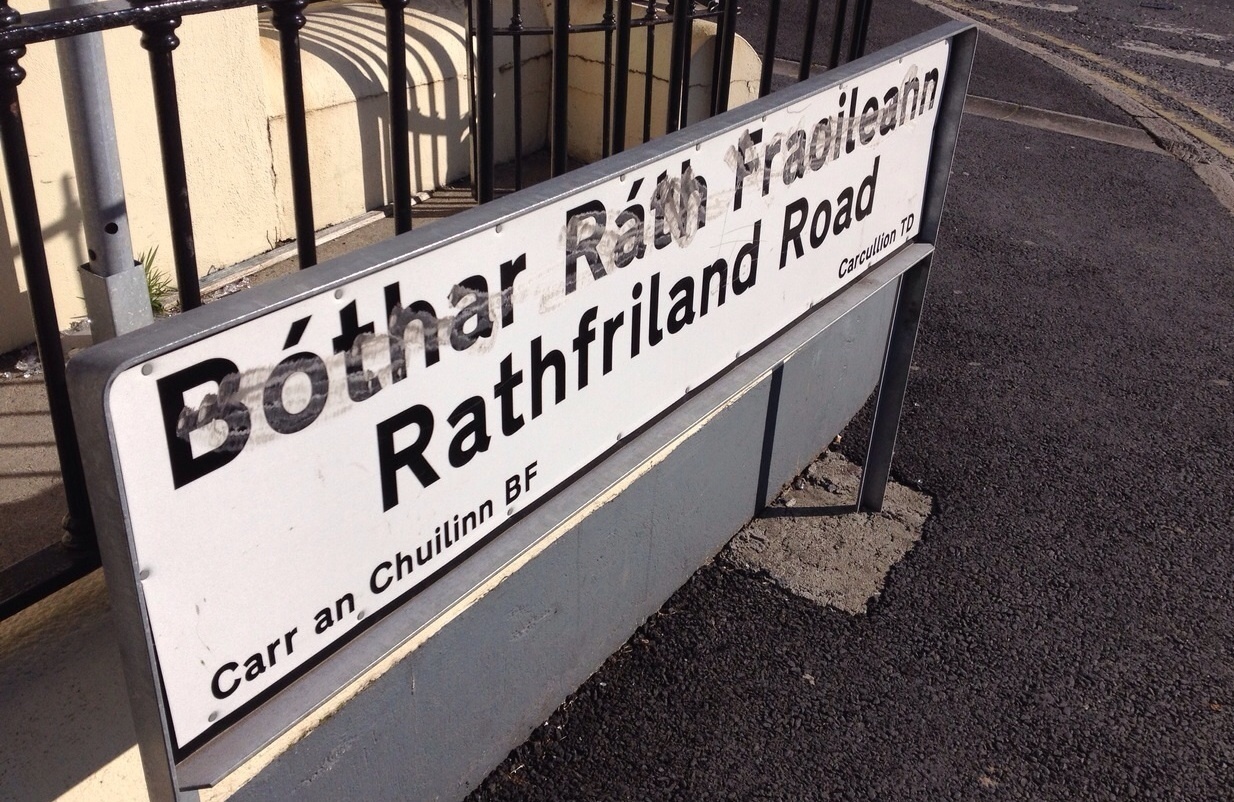 Bóthar Ráth Fraoileann
Rathfriland Road
Carr an Chuilinn BF Carcullion TD